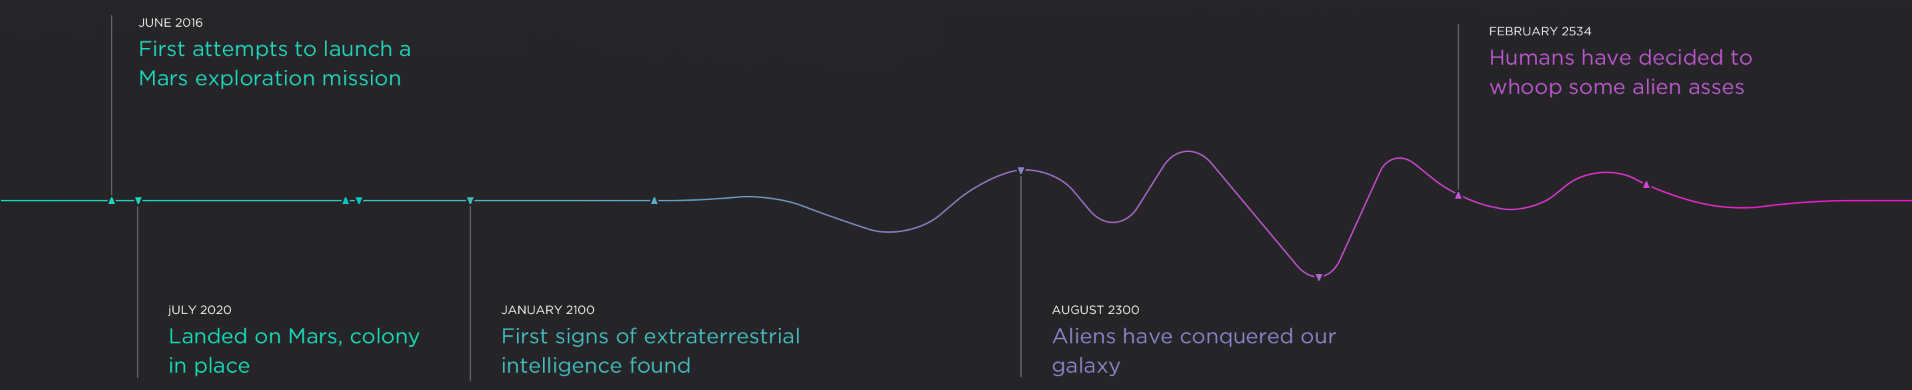 JUNE 2016
First attempts to launch a
Mars exploration mission
jULY 2020
Landed on Mars, colony
in place
JANUARY 2100
First signs of extraterrestrial
intelligence found
AUGUST 2300
Aliens have conquered our
galaxy
FEBRUARY 2534
Humans have decided to
whoop some alien asses